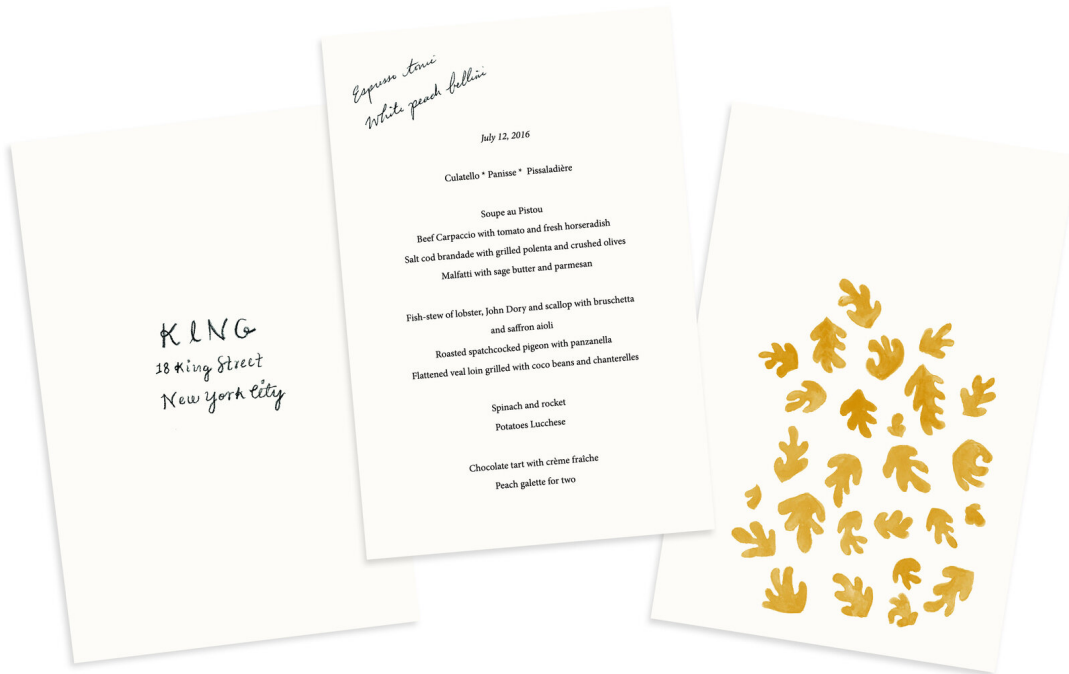 KING
18 King Street
New York City
Espresso tonic
White peach bellini
July 12, 2016
Culatello * Panisse * Pissaladière
Soupe au Pistou
Beef Carpaccio with tomato and fresh horseradish
Salt cod brandade with grilled polenta and crushed olives
Malfatti with sage butter and parmesan
Fish-stew of lobster, John Dory and scallop with bruschetta
and saffron aioli
Roasted spatchcocked pigeon with panzanella
Flattened veal loin grilled with coco beans and chanterelles
Spinach and rocket
Potatoes Lucchese
Chocolate tart with crème fraîche
Peach galette for two